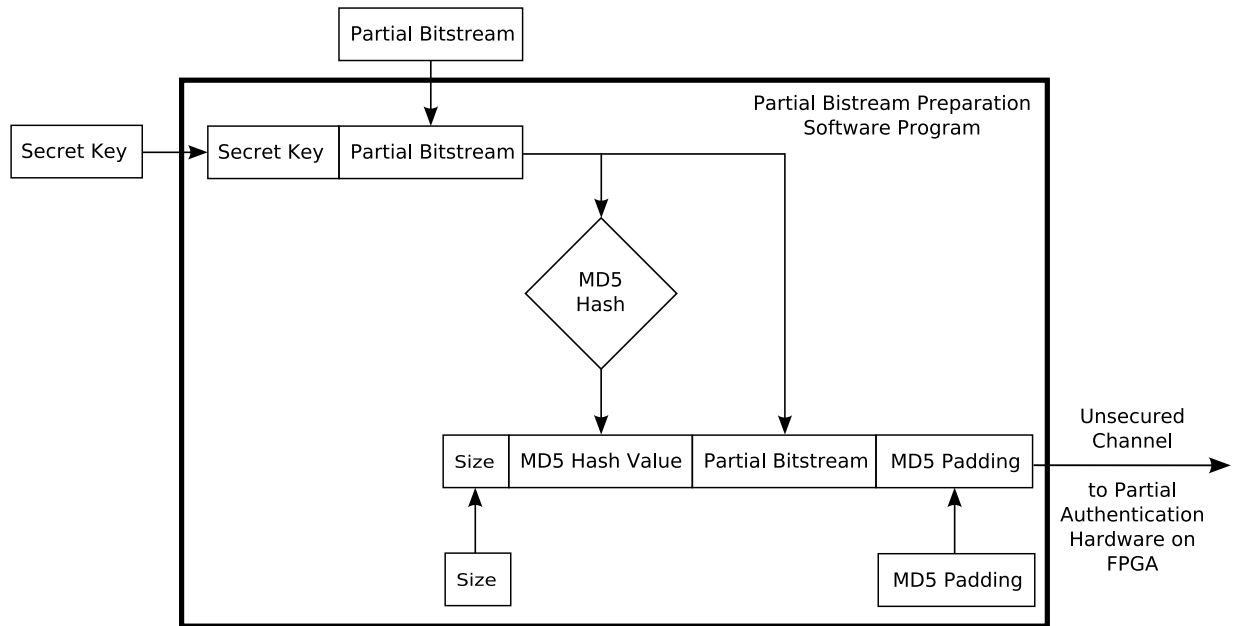 Partial Bitstream
Partial Bistream Preparation
Software Program
Secret Key
Secret Key
Partial Bitstream
MD5
Hash
Size
MD5 Hash Value
Partial Bitstream
MD5 Padding
Unsecured
Channel
to Partial
Authentication
Hardware on
FPGA
Size
MD5 Padding